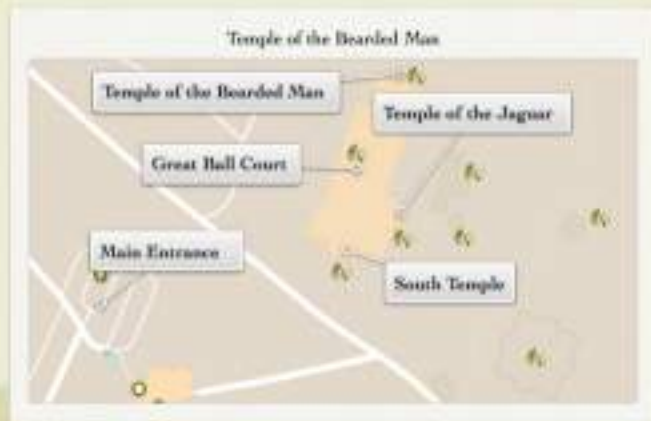 Temple of the Bearded Man
Temple of the Bearded Man
Temple of the Jaguar
Great Ball Court
Main Entrance
South Temple